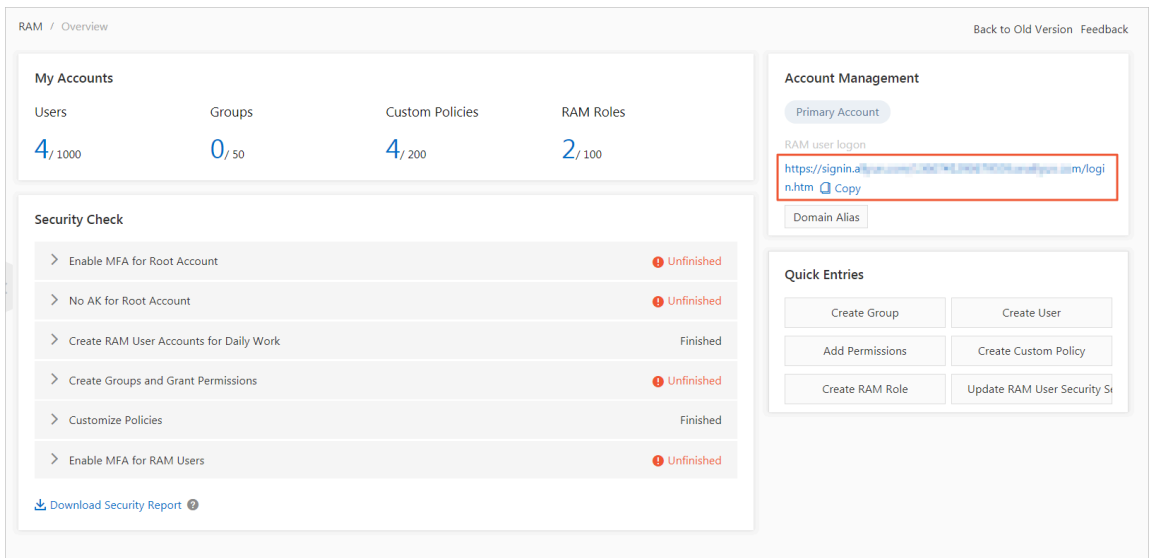 RAM / Overview
Back to Old Version Feedback
My Accounts
Users Groups Custom Policies RAM Roles
4/ 1000 0/ 50 4/ 200 2/ 100
Security Check
Enable MFA for Root Account Unfinished
No AK for Root Account Unfinished
Create RAM User Accounts for Daily Work Finished
Create Groups and Grant Permissions Unfinished
Customize Policies Finished
Enable MFA for RAM Users Unfinished
Download Security Report
Account Management
Primary Account
RAM user logon
https://signin.a m/logi
n.htm Copy
Domain Alias
Quick Entries
Create Group Create User
Add Permissions Create Custom Policy
Create RAM Role Update RAM User Security Se